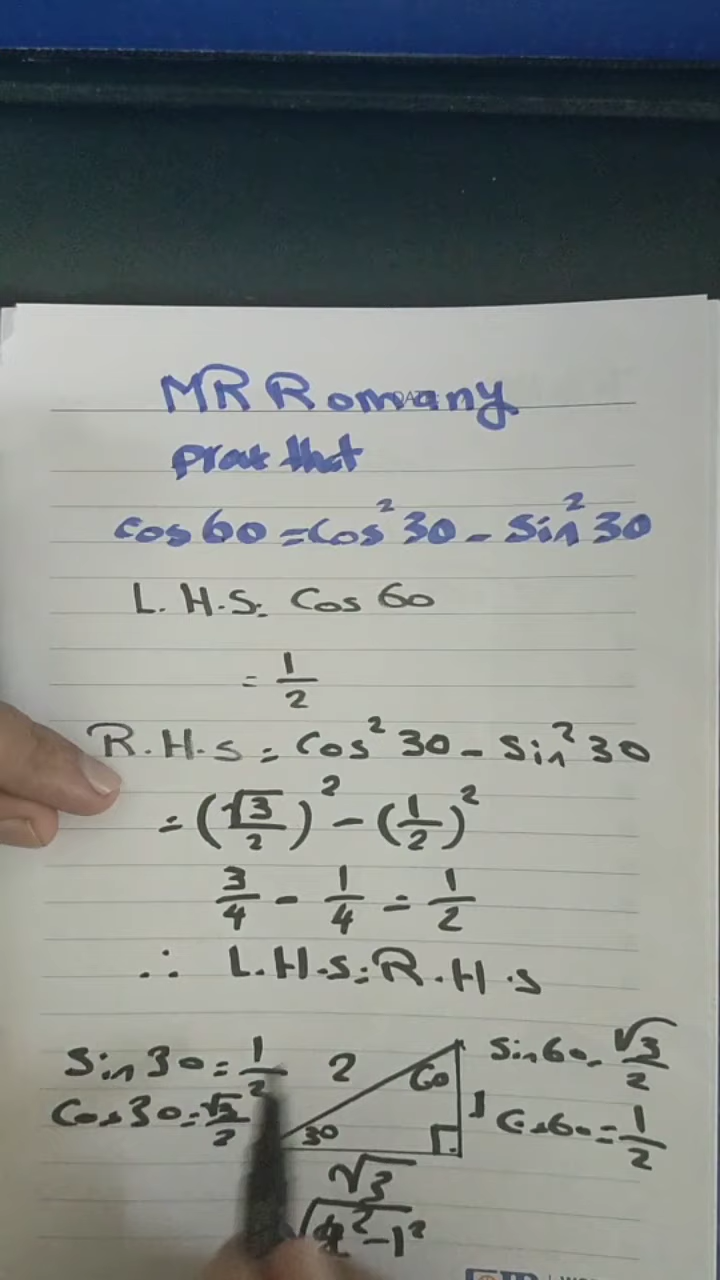 MR Romany
DATE
prove that
cos 60 = cos² 30 - sin² 30
L.H.S = Cos 60
= 1/2
R.H.S = Cos² 30 - Sin² 30
= (√3/2)² - (1/2)²
3/4 - 1/4 = 1/2
∴ L.H.S = R.H.S
Sin 30 = 1/2
Cos 30 = √3/2
2
60
30
1
√3
√2² - 1²
Sin 60 = √3/2
Cos 60 = 1/2